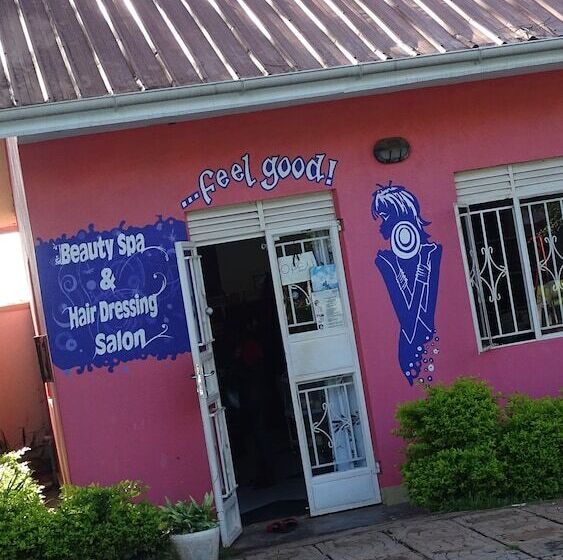 ...feel good!
Beauty Spa
&
Hair Dressing
Salon